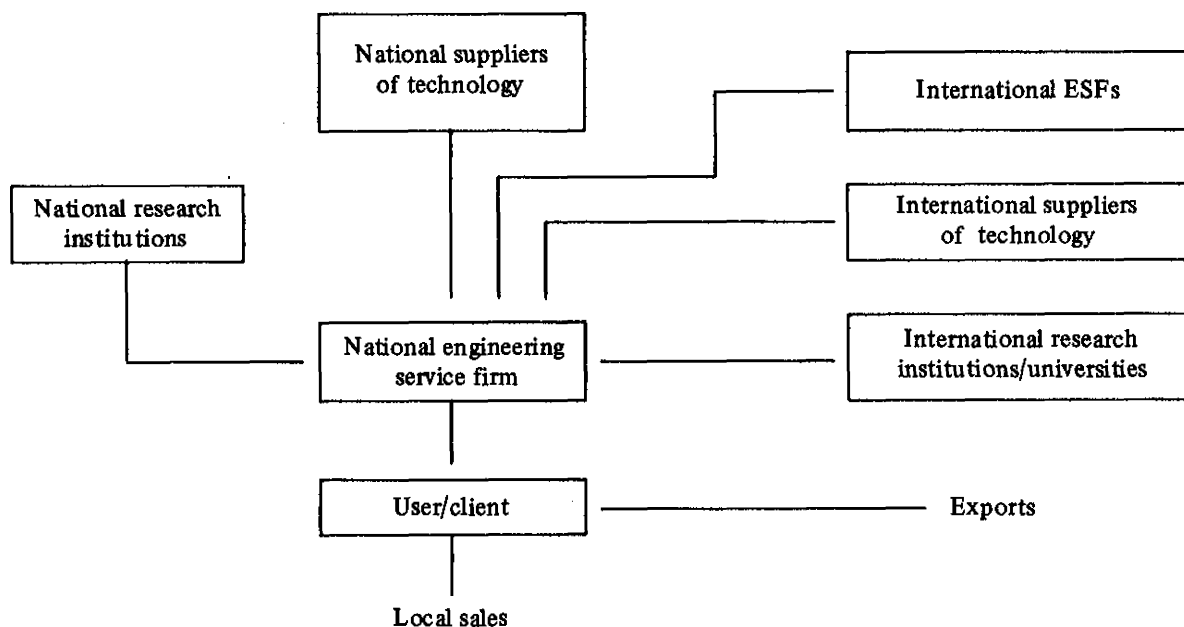 National suppliers
of technology
International ESFs
National research
institutions
International suppliers
of technology
National engineering
service firm
International research
institutions/universities
User/client
Exports
Local sales